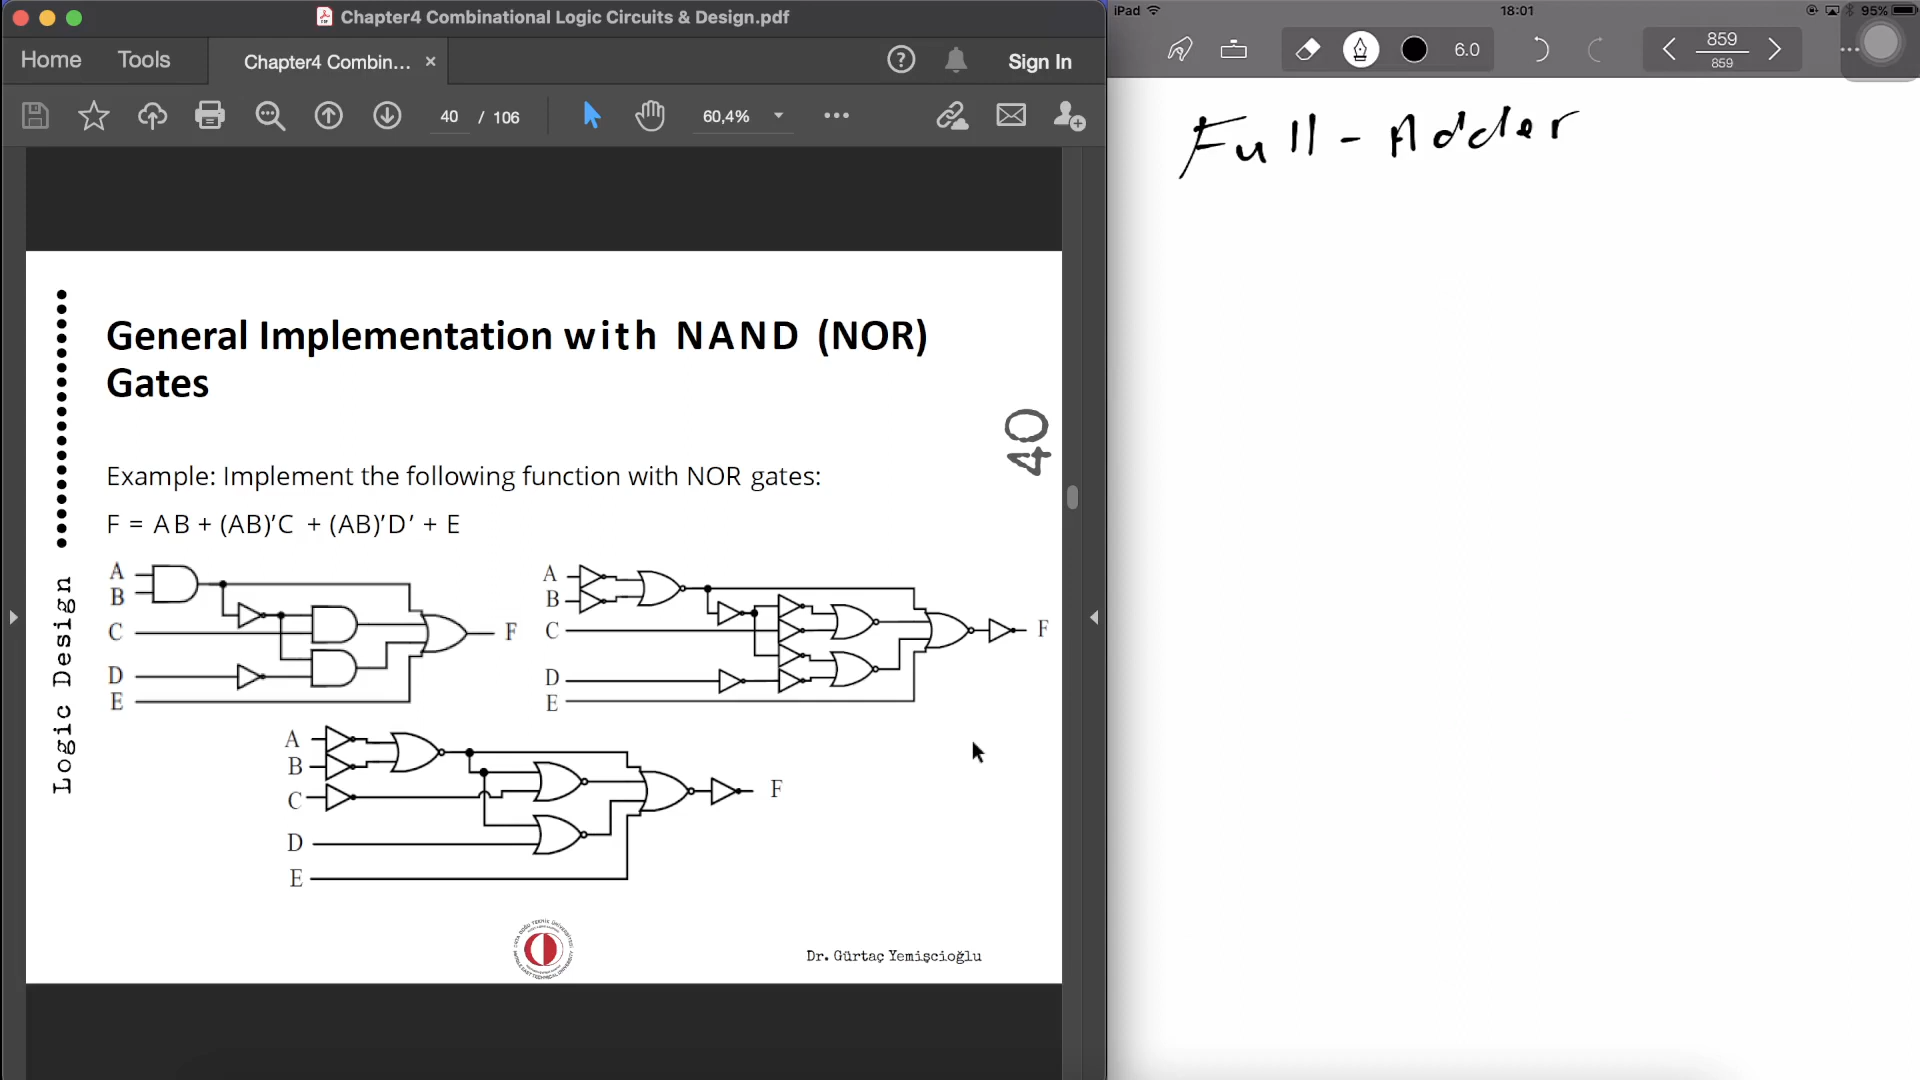 Chapter4 Combinational Logic Circuits & Design.pdf
Home Tools Chapter4 Combin... × Sign In
40 / 106 60,4%
General Implementation with NAND (NOR)
Gates
40
Example: Implement the following function with NOR gates:
F = AB + (AB)’C + (AB)’D’ + E
A
B
C
D
E
F
A
B
C
D
E
F
A
B
C
D
E
F
Logic Design
Dr. Gürtaç Yemişcioğlu
iPad 18:01 95%
6.0 859
859
Full-Adder